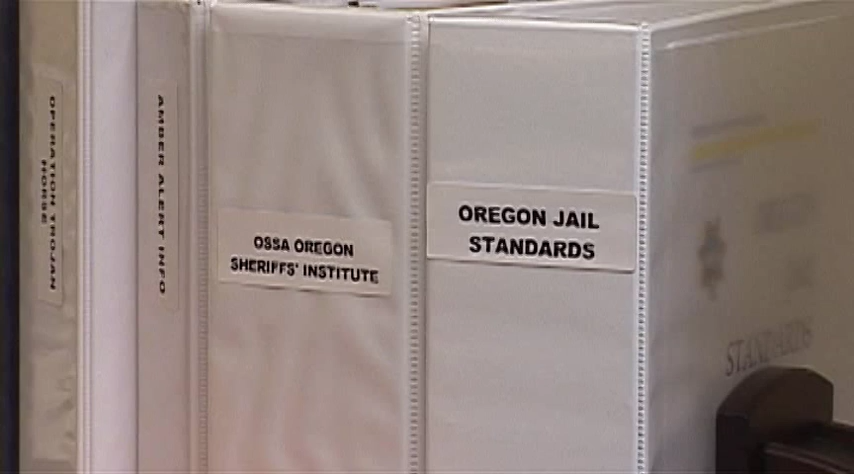 OPERATION TROJAN
HORSE
AMBER ALERT INFO
OSSA OREGON
SHERIFFS' INSTITUTE
OREGON JAIL
STANDARDS
STANDARDS